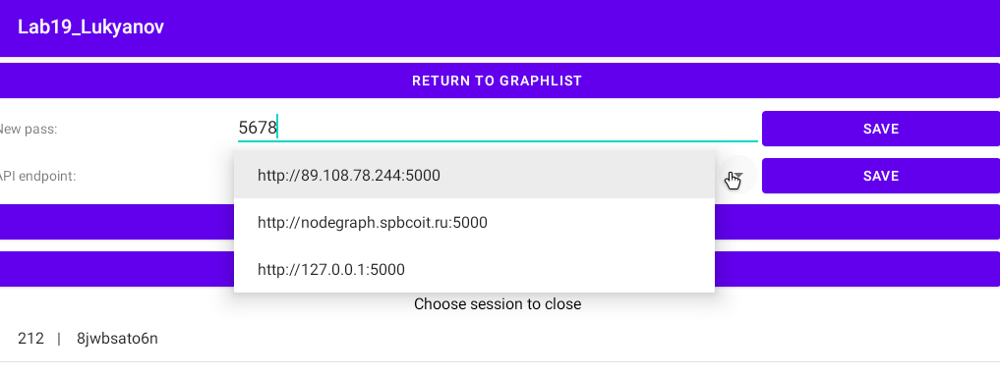 Lab19_Lukyanov
RETURN TO GRAPHLIST
New pass:
5678
SAVE
API endpoint:
SAVE
http://89.108.78.244:5000
http://nodegraph.spbcoit.ru:5000
http://127.0.0.1:5000
Choose session to close
212 | 8jwbsato6n